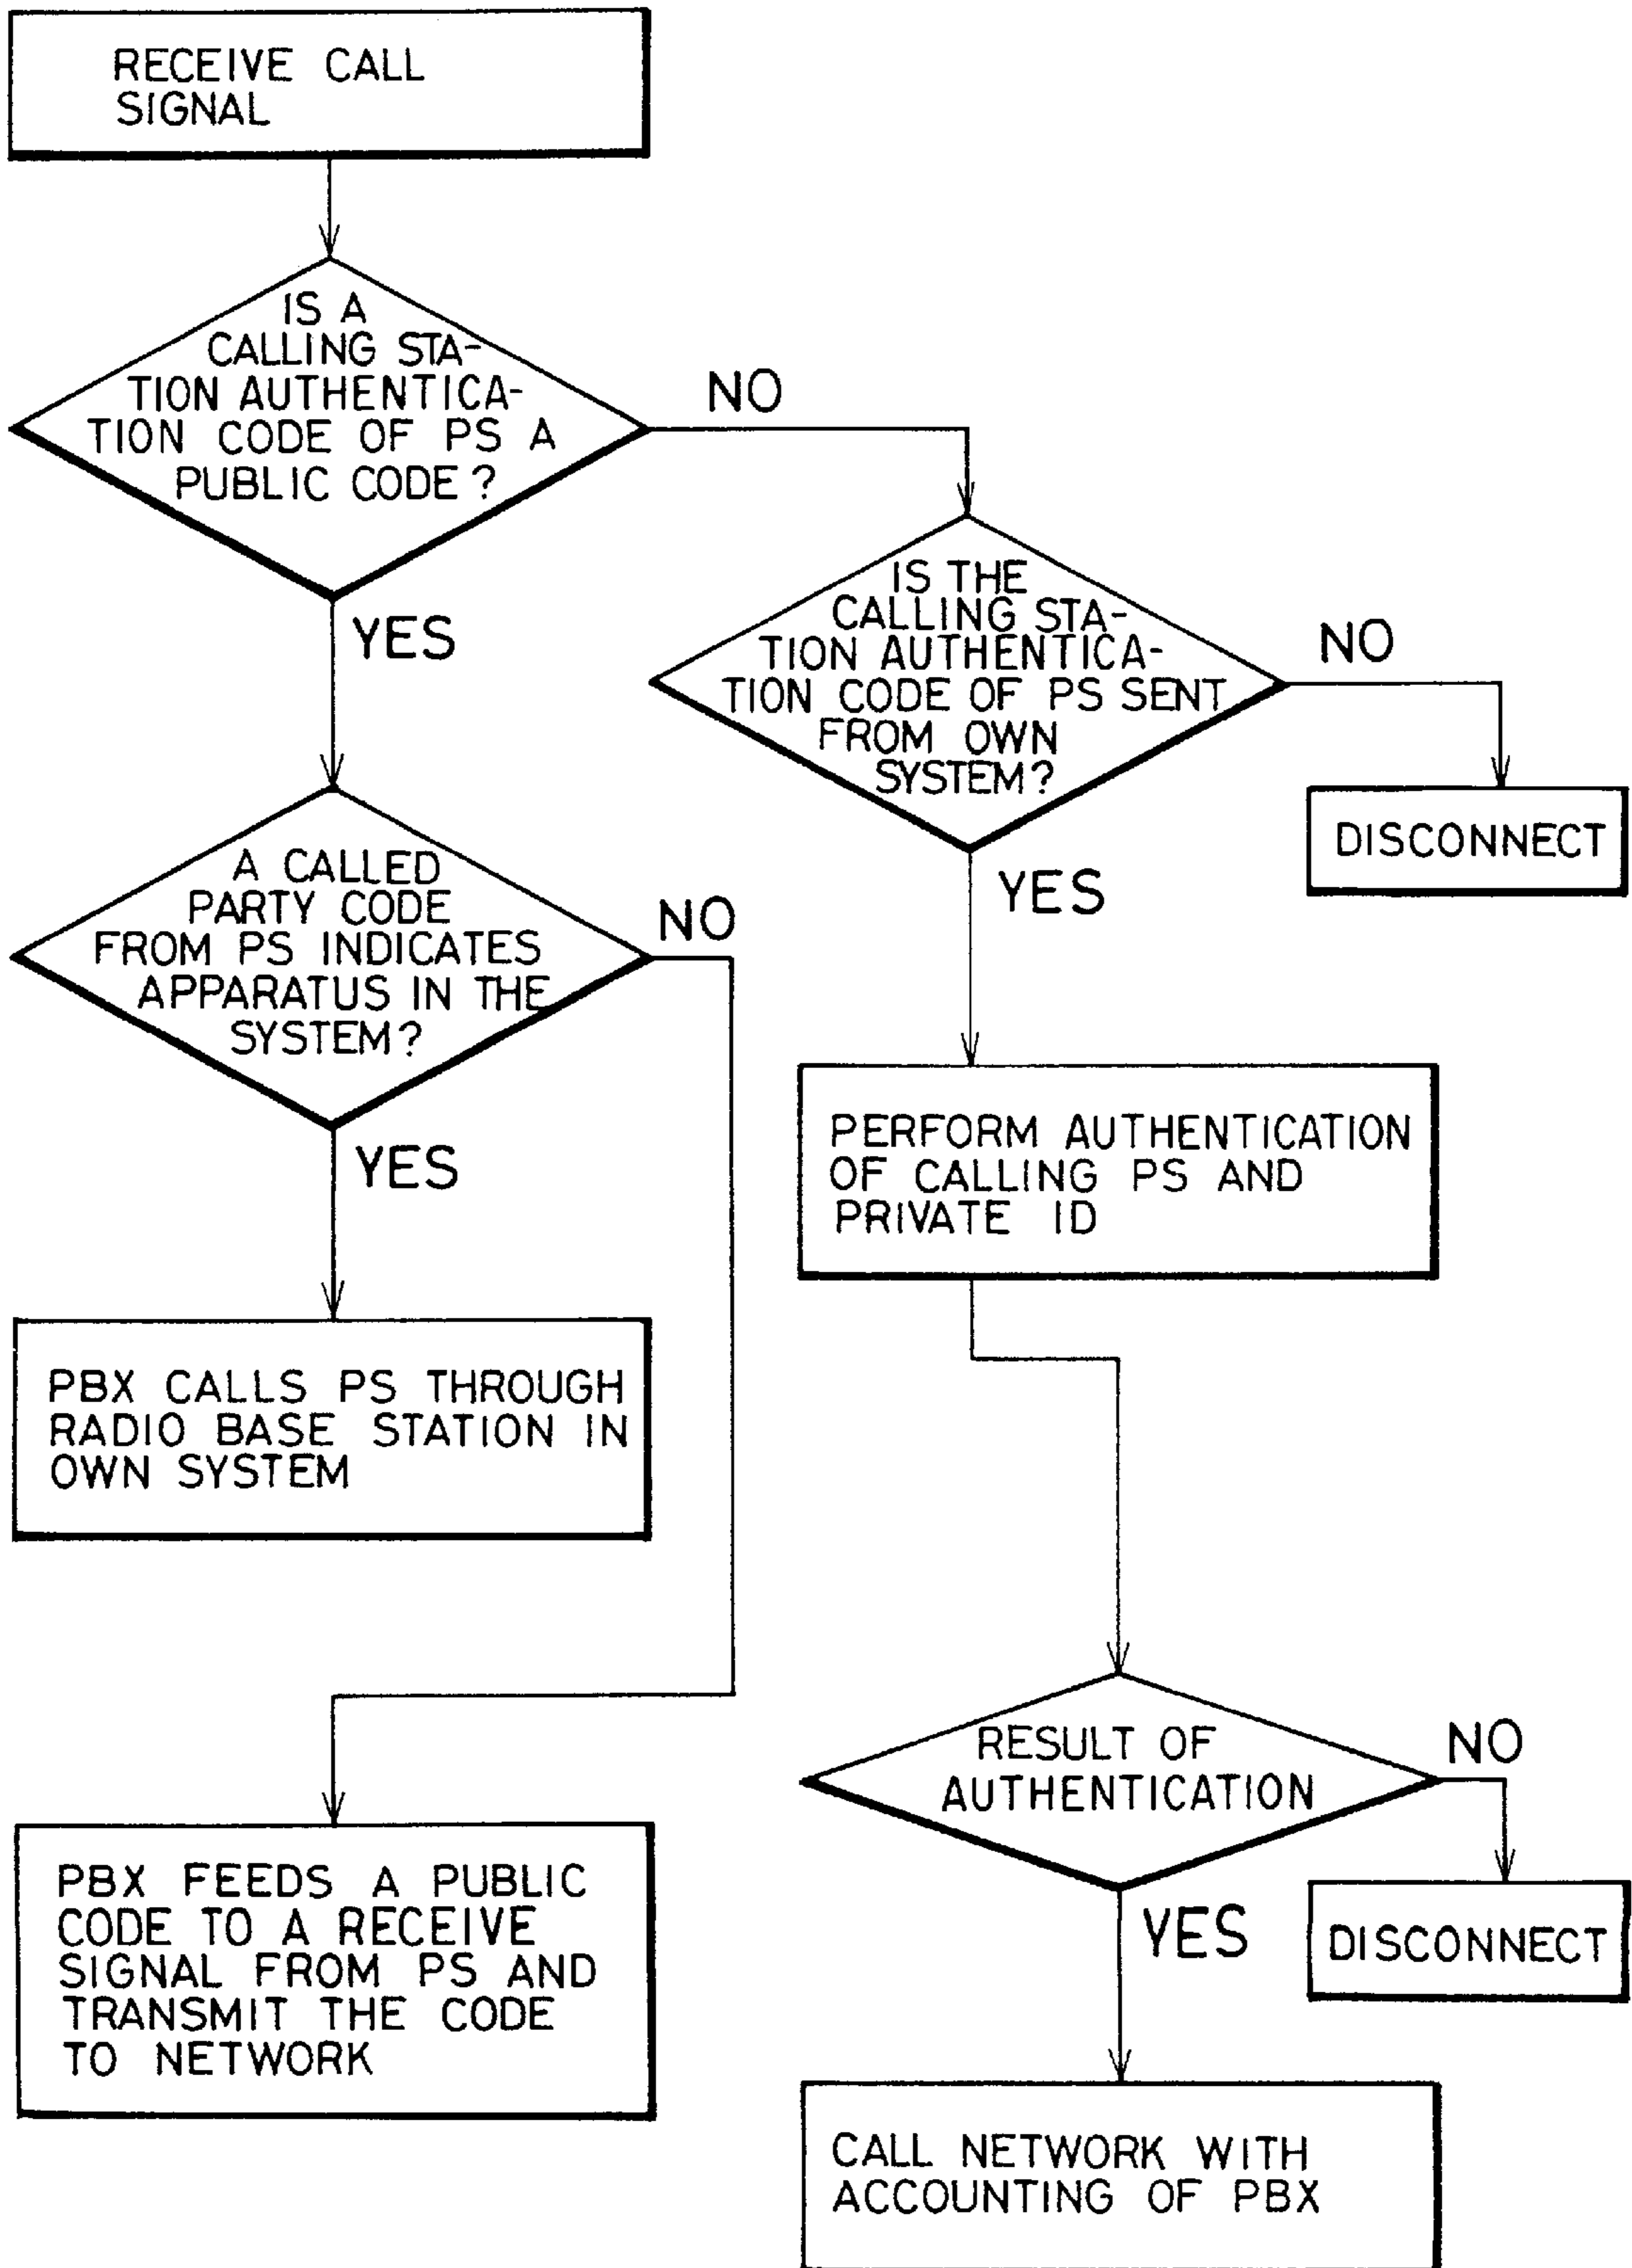 RECEIVE CALL
SIGNAL
IS A
CALLING STA-
TION AUTHENTICA-
TION CODE OF PS A
PUBLIC CODE?
NO
YES
IS THE
CALLING STA-
TION AUTHENTICA-
TION CODE OF PS SENT
FROM OWN
SYSTEM?
NO
DISCONNECT
YES
A CALLED
PARTY CODE
FROM PS INDICATES
APPARATUS IN THE
SYSTEM?
NO
YES
PERFORM AUTHENTICATION
OF CALLING PS AND
PRIVATE ID
PBX CALLS PS THROUGH
RADIO BASE STATION IN
OWN SYSTEM
RESULT OF
AUTHENTICATION
NO
YES
DISCONNECT
PBX FEEDS A PUBLIC
CODE TO A RECEIVE
SIGNAL FROM PS AND
TRANSMIT THE CODE
TO NETWORK
CALL NETWORK WITH
ACCOUNTING OF PBX